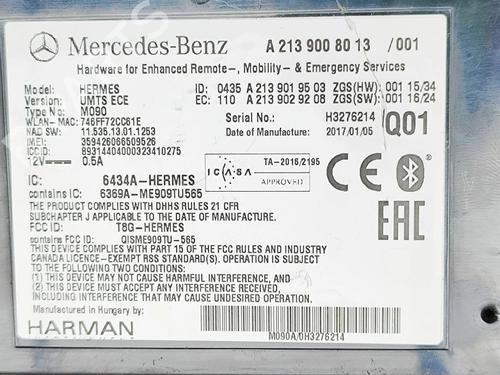 Mercedes-Benz A 213 900 80 13 /001
Hardware for Enhanced Remote-, Mobility- & Emergency Services
Model: HERMES ID: 0435 A 213 901 95 03 ZGS(HW): 001 15/34
Version: UMTS ECE EC: 110 A 213 902 92 08 ZGS(SW): 001 16/24
Type №: M090
WLAN- MAC: 746FF72CC61E Serial No.: H3276214
NAD SW: 11.535.13.01.1253 Date of Manufacture: 2017/01/05
IMEI: 359426066509526 Q01
ICCID: 89314404000323410275
12V⎓ 0.5A
TA-2016/2195
ICASA APPROVED
CE
IC: 6434A-HERMES
contains IC: 6369A-ME909TU565
THE PRODUCT COMPLIES WITH DHHS RULES 21 CFR
SUBCHAPTER J APPLICABLE TO THE DATE OF MANUFACTURE.
EAC
FCC ID: T8G-HERMES
contains FCC ID: QISME909TU-565
THIS DEVICE COMPLIES WITH PART 15 OF THE FCC RULES AND INDUSTRY
CANADA LICENCE-EXEMPT RSS STANDARD(S). OPERATION IS SUBJECT TO
THE FOLLOWING TWO CONDITIONS:
(1) THIS DEVICE MAY NOT CAUSE HARMFUL INTERFERENCE, AND
(2) THIS DEVICE MUST ACCEPT ANY INTERFERENCE, INCLUDING
INTERFERENCE THAT MAY CAUSE UNDESIRED OPERATION.
Manufactured in Hungary by:
HARMAN
M090A/0H3276214